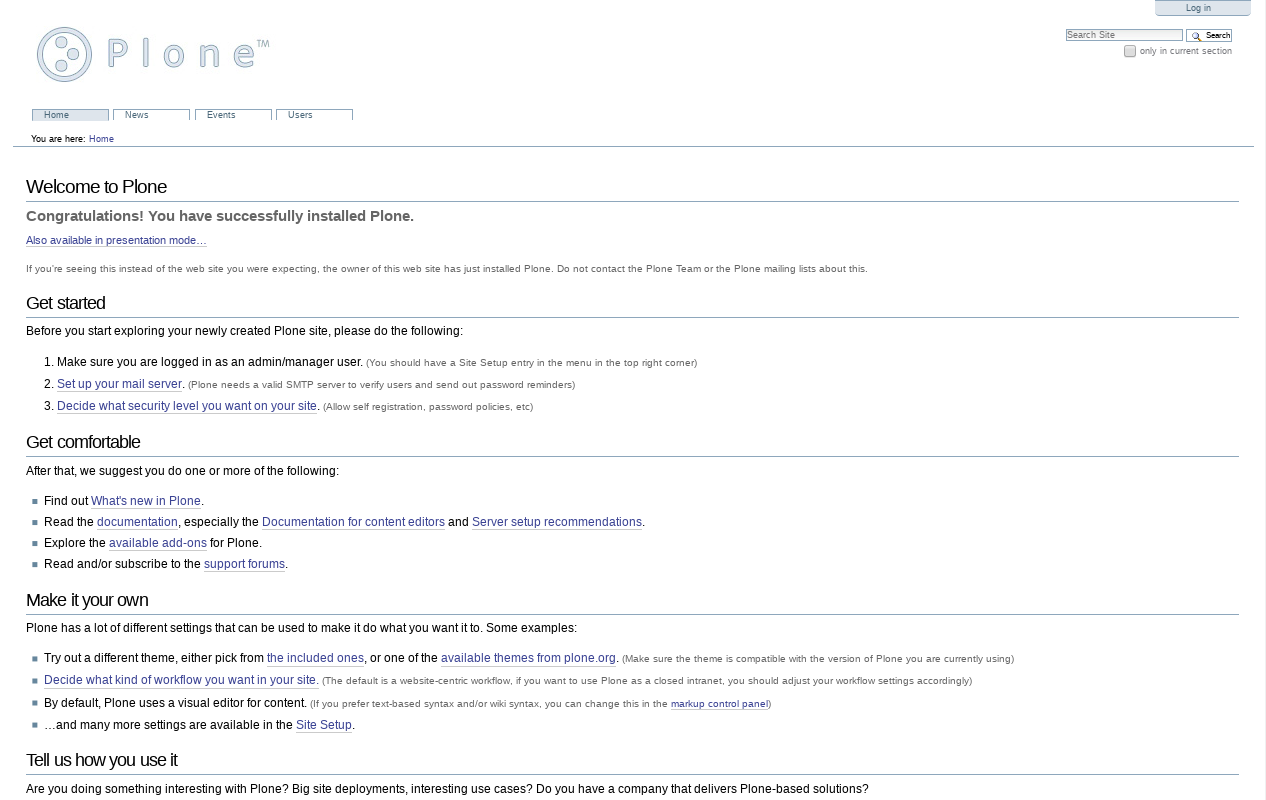 Log in
Plone™
Search Site
Search
only in current section
Home
News
Events
Users
You are here: Home
Welcome to Plone
Congratulations! You have successfully installed Plone.
Also available in presentation mode…
If you're seeing this instead of the web site you were expecting, the owner of this web site has just installed Plone. Do not contact the Plone Team or the Plone mailing lists about this.
Get started
Before you start exploring your newly created Plone site, please do the following:
1. Make sure you are logged in as an admin/manager user. (You should have a Site Setup entry in the menu in the top right corner)
2. Set up your mail server. (Plone needs a valid SMTP server to verify users and send out password reminders)
3. Decide what security level you want on your site. (Allow self registration, password policies, etc)
Get comfortable
After that, we suggest you do one or more of the following:
Find out What's new in Plone.
Read the documentation, especially the Documentation for content editors and Server setup recommendations.
Explore the available add-ons for Plone.
Read and/or subscribe to the support forums.
Make it your own
Plone has a lot of different settings that can be used to make it do what you want it to. Some examples:
Try out a different theme, either pick from the included ones, or one of the available themes from plone.org. (Make sure the theme is compatible with the version of Plone you are currently using)
Decide what kind of workflow you want in your site. (The default is a website-centric workflow, if you want to use Plone as a closed intranet, you should adjust your workflow settings accordingly)
By default, Plone uses a visual editor for content. (If you prefer text-based syntax and/or wiki syntax, you can change this in the markup control panel)
…and many more settings are available in the Site Setup.
Tell us how you use it
Are you doing something interesting with Plone? Big site deployments, interesting use cases? Do you have a company that delivers Plone-based solutions?